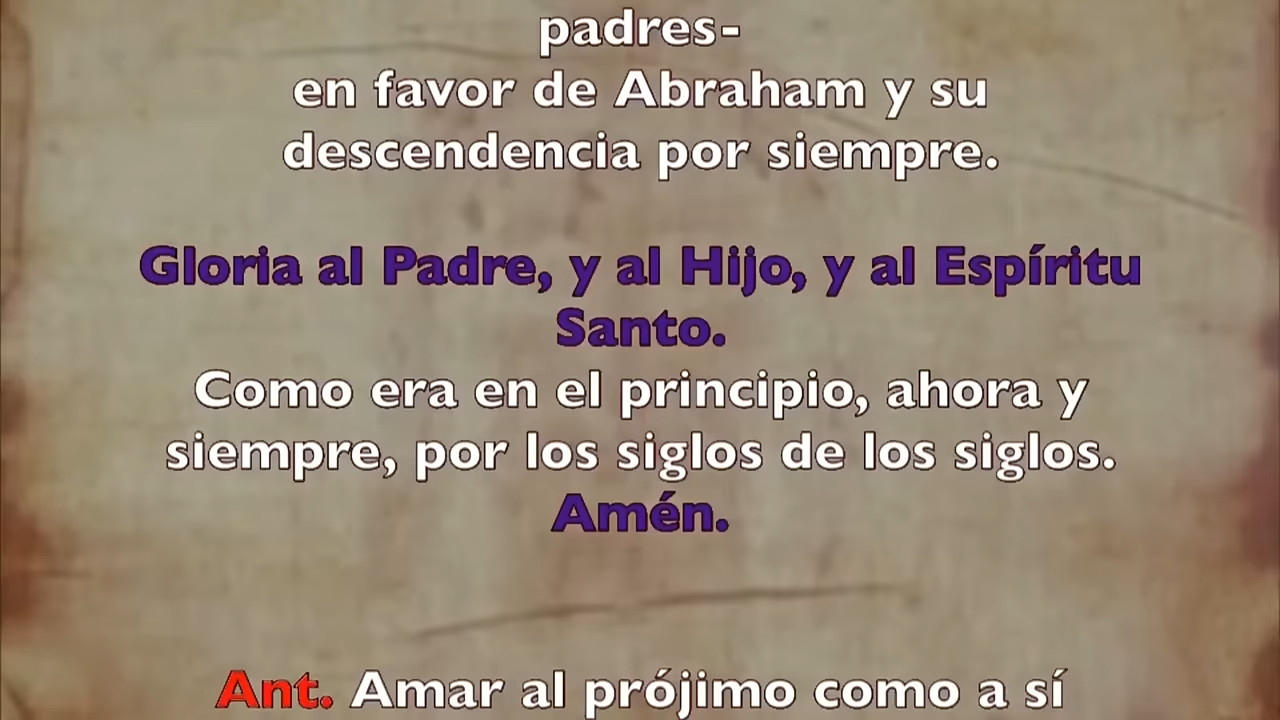 padres-
en favor de Abraham y su
descendencia por siempre.
Gloria al Padre, y al Hijo, y al Espíritu
Santo.
Como era en el principio, ahora y
siempre, por los siglos de los siglos.
Amén.
Ant. Amar al prójimo como a sí